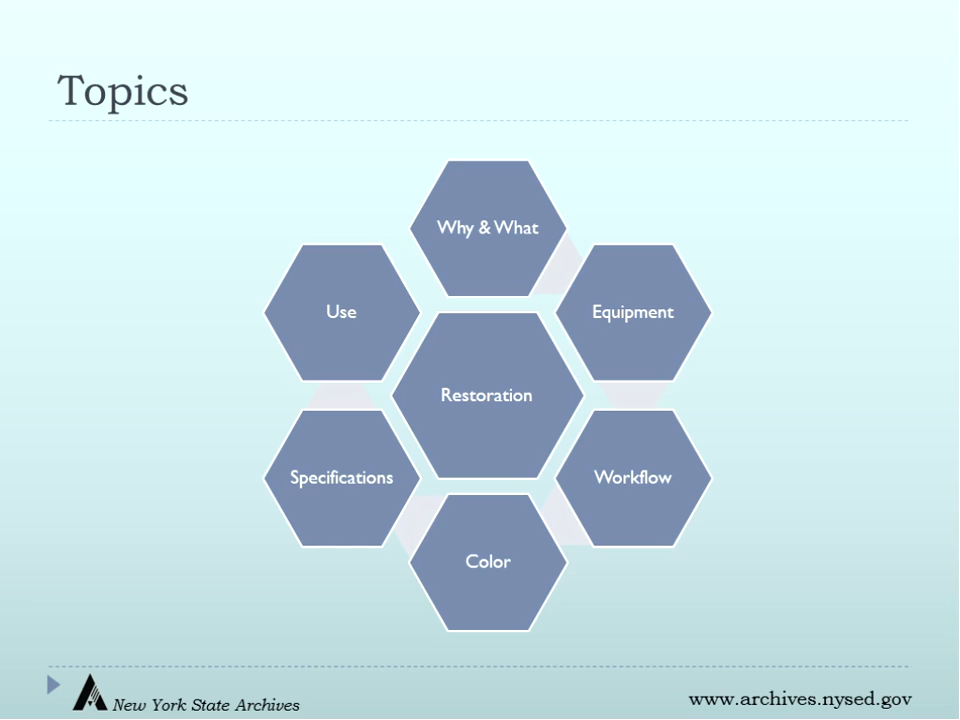 Topics
Why & What
Use
Equipment
Restoration
Specifications
Workflow
Color
New York State Archives
www.archives.nysed.gov